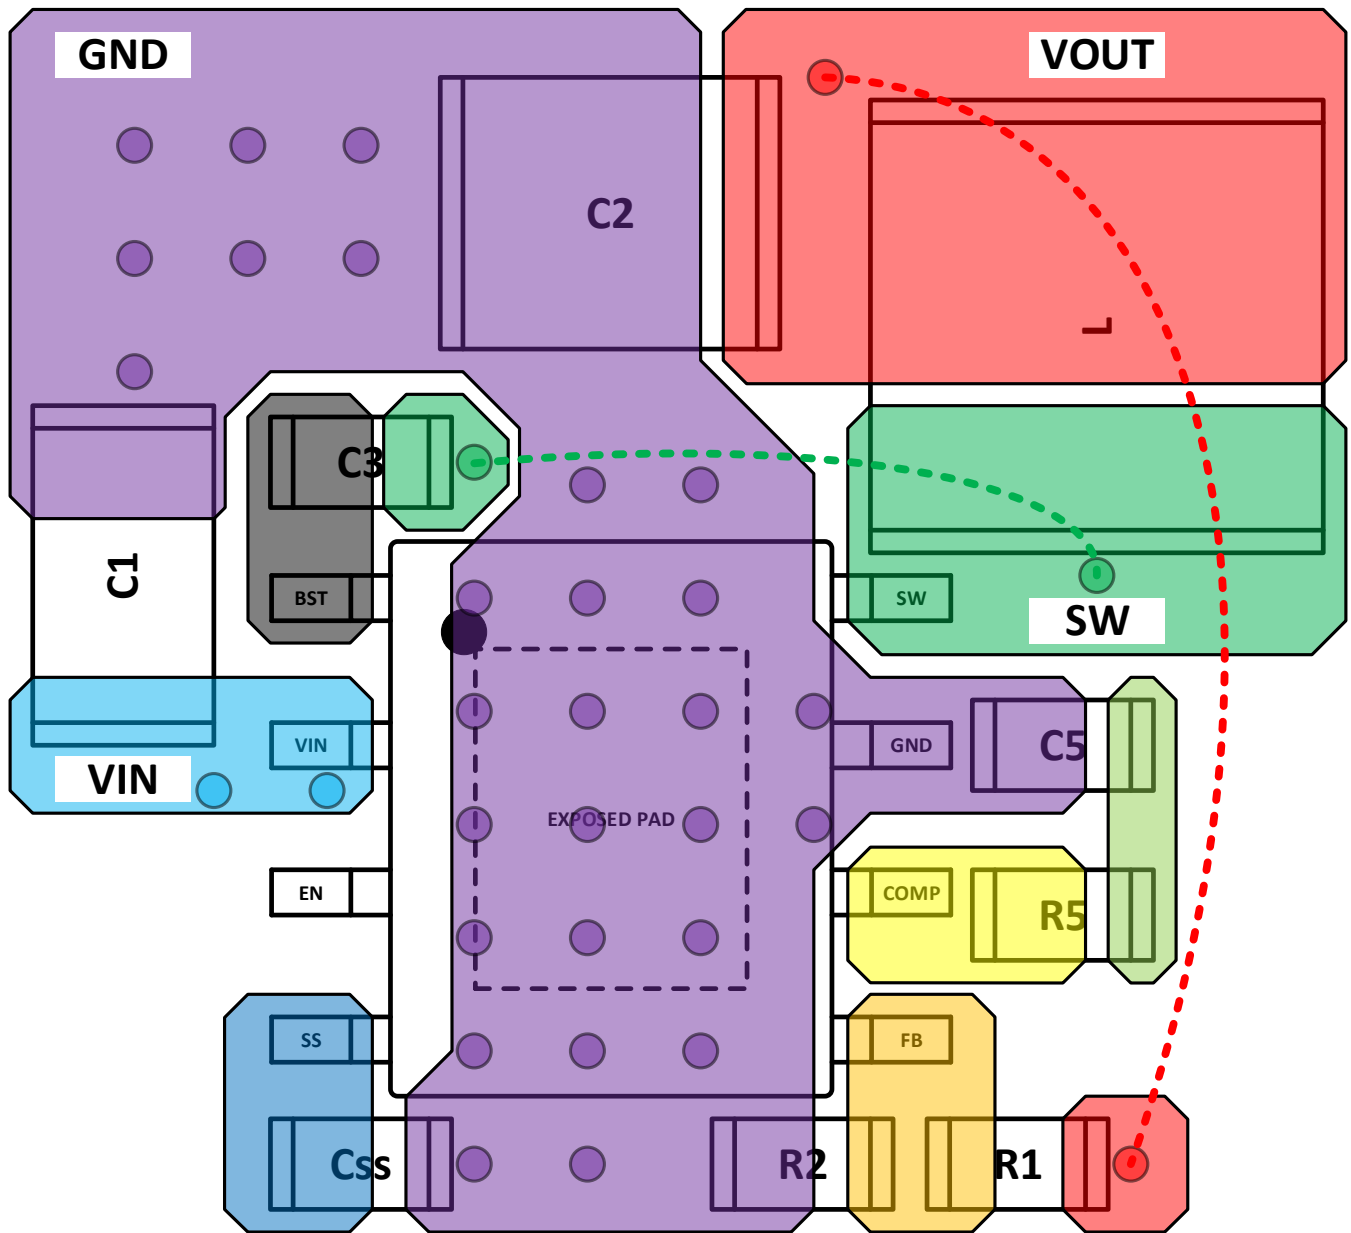 GND
VOUT
C2
L
C3
C1
BST
SW
SW
VIN
GND
C5
VIN
EXPOSED PAD
EN
COMP
R5
SS
FB
Css
R2
R1